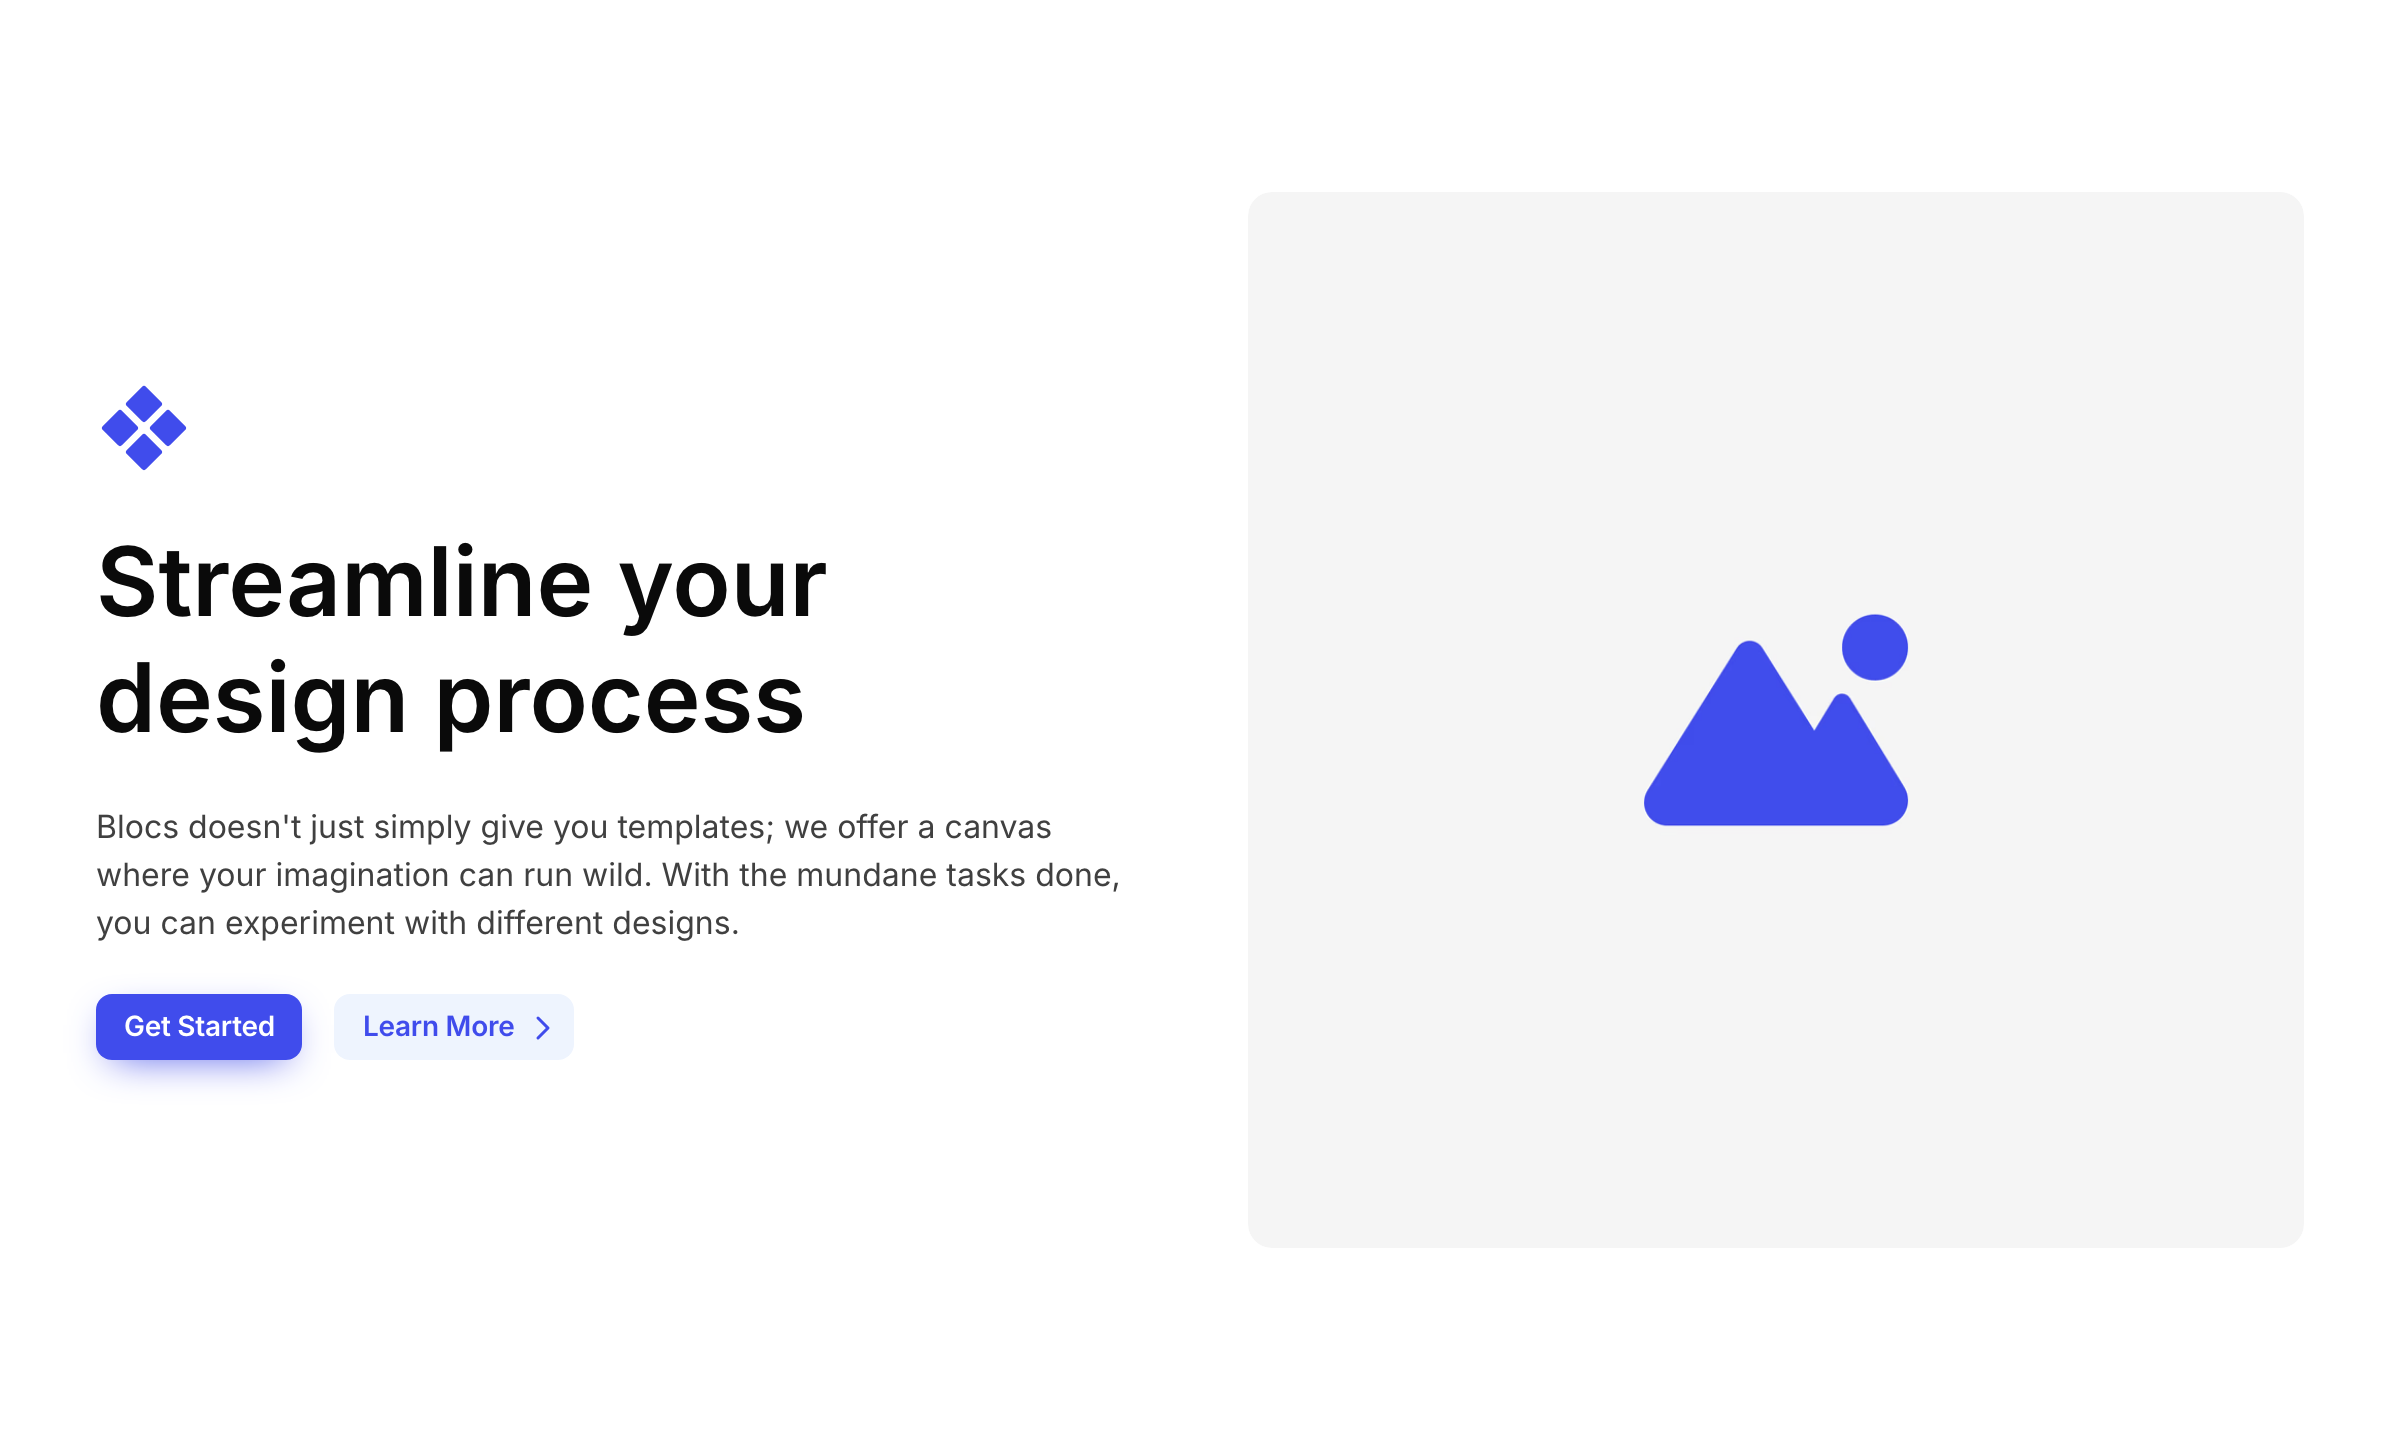 Streamline your
design process
Blocs doesn't just simply give you templates; we offer a canvas
where your imagination can run wild. With the mundane tasks done,
you can experiment with different designs.
Get Started
Learn More